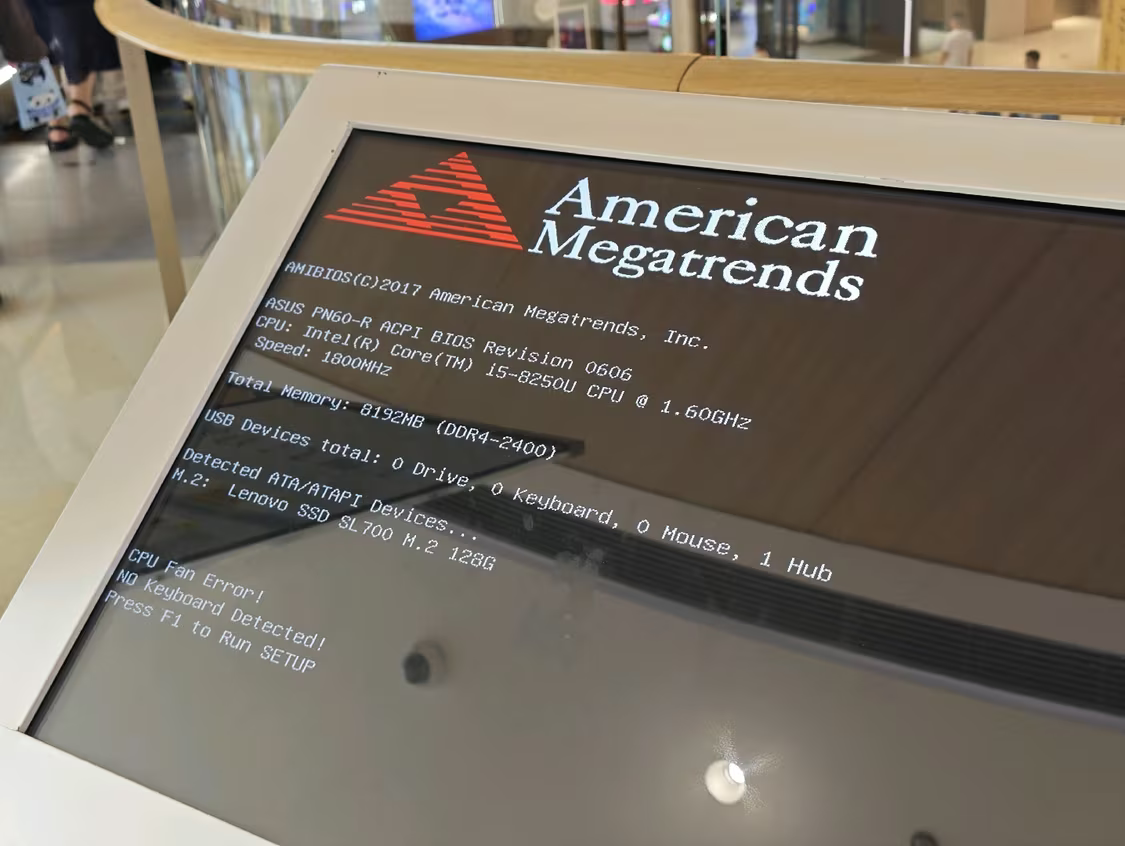 American
Megatrends
AMIBIOS(C)2017 American Megatrends, Inc.
ASUS PN60-R ACPI BIOS Revision 0606
CPU: Intel(R) Core(TM) i5-8250U CPU @ 1.60GHz
Speed: 1800MHz
Total Memory: 8192MB (DDR4-2400)
USB Devices total: 0 Drive, 0 Keyboard, 0 Mouse, 1 Hub
Detected ATA/ATAPI Devices...
M.2: Lenovo SSD SL700 M.2 128G
CPU Fan Error!
NO Keyboard Detected!
Press F1 to Run SETUP